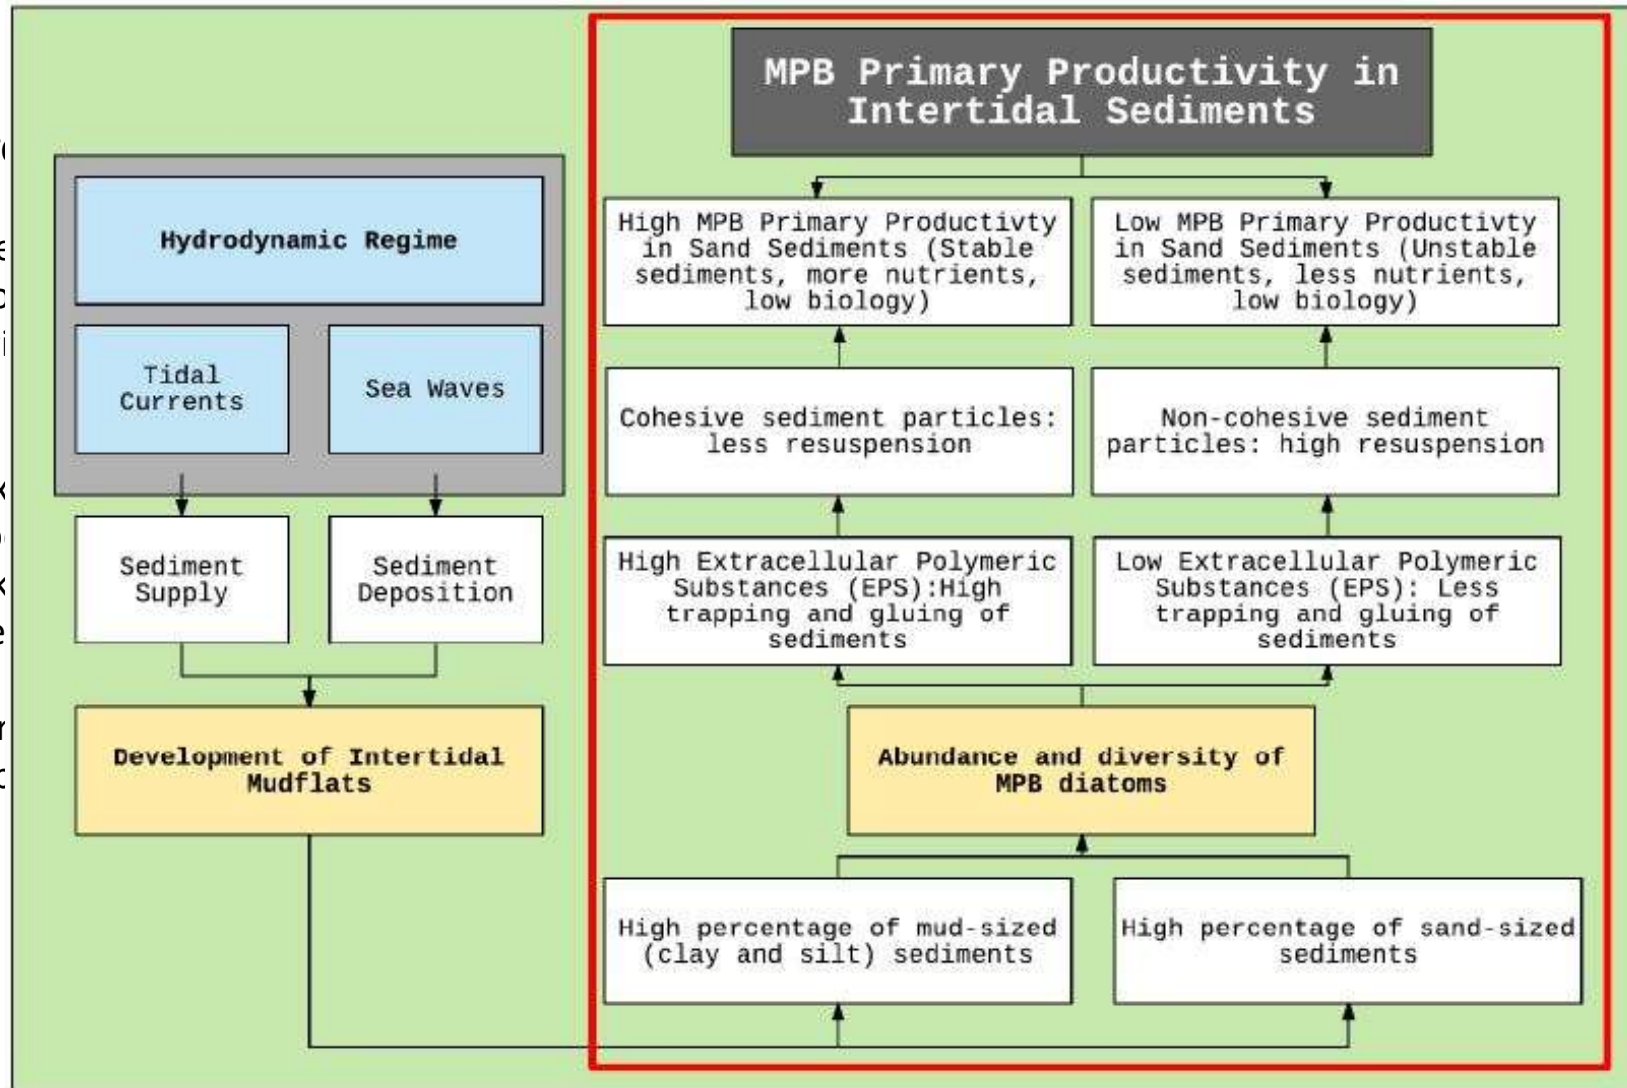 MPB Primary Productivity in
Intertidal Sediments
Hydrodynamic Regime
Tidal
Currents
Sea Waves
Sediment
Supply
Sediment
Deposition
Development of Intertidal
Mudflats
High MPB Primary Productivty
in Sand Sediments (Stable
sediments, more nutrients,
low biology)
Low MPB Primary Productivty
in Sand Sediments (Unstable
sediments, less nutrients,
low biology)
Cohesive sediment particles:
less resuspension
Non-cohesive sediment
particles: high resuspension
High Extracellular Polymeric
Substances (EPS):High
trapping and gluing of
sediments
Low Extracellular Polymeric
Substances (EPS): Less
trapping and gluing of
sediments
Abundance and diversity of
MPB diatoms
High percentage of mud-sized
(clay and silt) sediments
High percentage of sand-sized
sediments